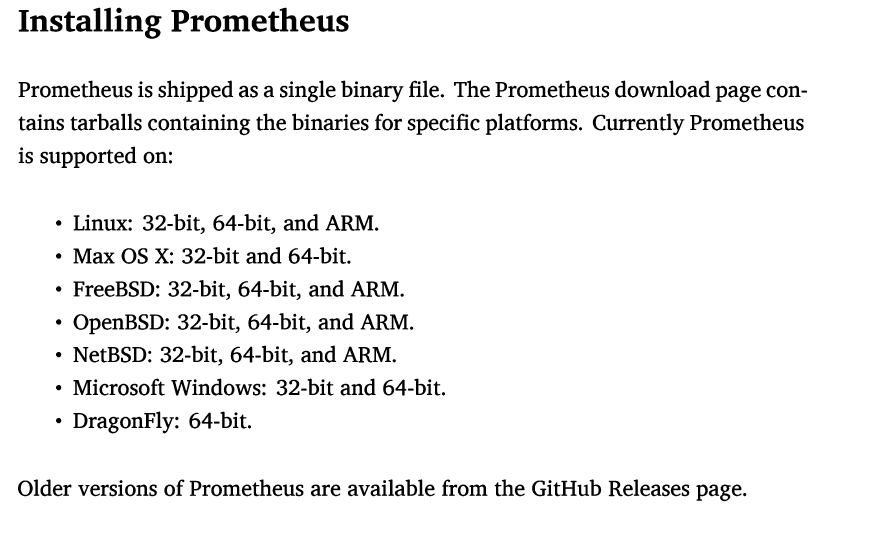 Installing Prometheus
Prometheus is shipped as a single binary file. The Prometheus download page con-
tains tarballs containing the binaries for specific platforms. Currently Prometheus
is supported on:
• Linux: 32-bit, 64-bit, and ARM.
• Max OS X: 32-bit and 64-bit.
• FreeBSD: 32-bit, 64-bit, and ARM.
• OpenBSD: 32-bit, 64-bit, and ARM.
• NetBSD: 32-bit, 64-bit, and ARM.
• Microsoft Windows: 32-bit and 64-bit.
• DragonFly: 64-bit.
Older versions of Prometheus are available from the GitHub Releases page.